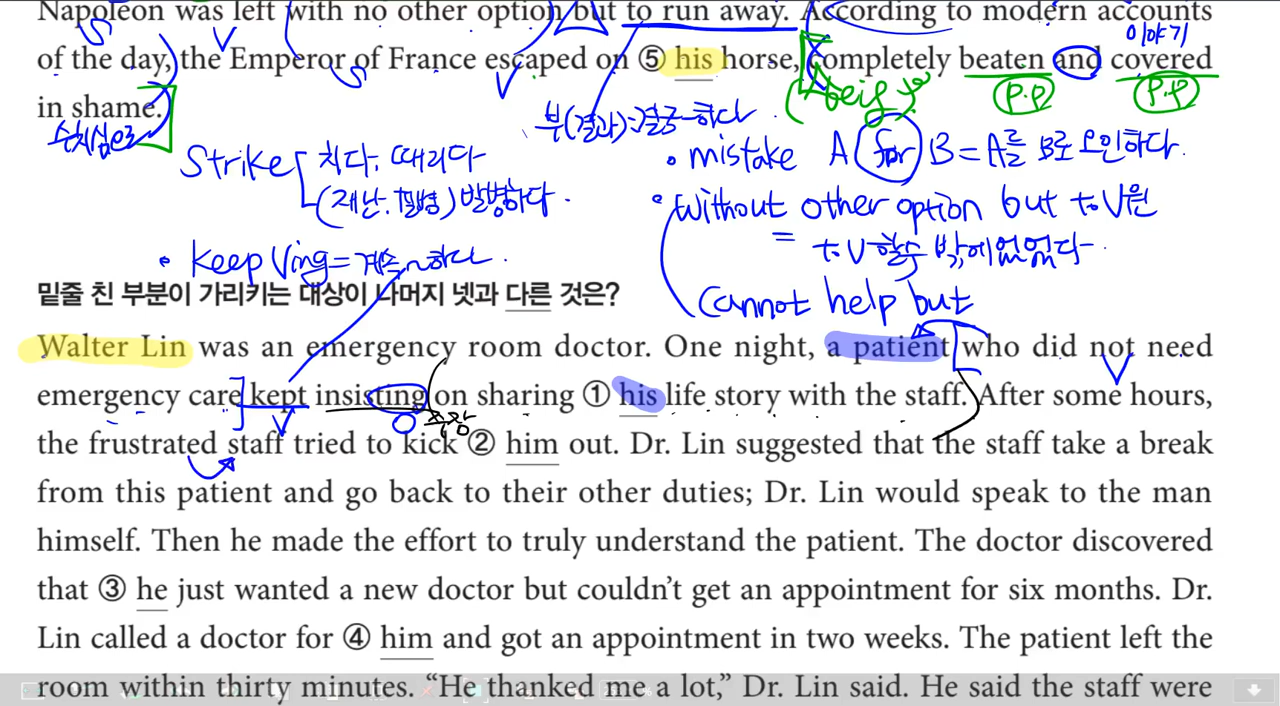 Napoleon was left with no other option but to run away. According to modern accounts
이야기
of the day, the Emperor of France escaped on ⑤ his horse, completely beaten and covered
S V S V
in shame.
수치심으로
(being) p.p p.p
부(결과)=결국 ~하다.
Strike 치다, 때리다
(재난, 질병) 발병하다.
• mistake A for B = A를 B로 오인하다.
• without other option but to V원
= to V 할 수 밖에 없었다.
• keep Ving = 계속 ~하다.
cannot help but
밑줄 친 부분이 가리키는 대상이 나머지 넷과 다른 것은?
Walter Lin was an emergency room doctor. One night, a patient who did not need
emergency care kept insisting on sharing ① his life story with the staff. After some hours,
V O 주장 V
the frustrated staff tried to kick ② him out. Dr. Lin suggested that the staff take a break
from this patient and go back to their other duties; Dr. Lin would speak to the man
himself. Then he made the effort to truly understand the patient. The doctor discovered
that ③ he just wanted a new doctor but couldn't get an appointment for six months. Dr.
Lin called a doctor for ④ him and got an appointment in two weeks. The patient left the
room within thirty minutes. “He thanked me a lot,” Dr. Lin said. He said the staff were